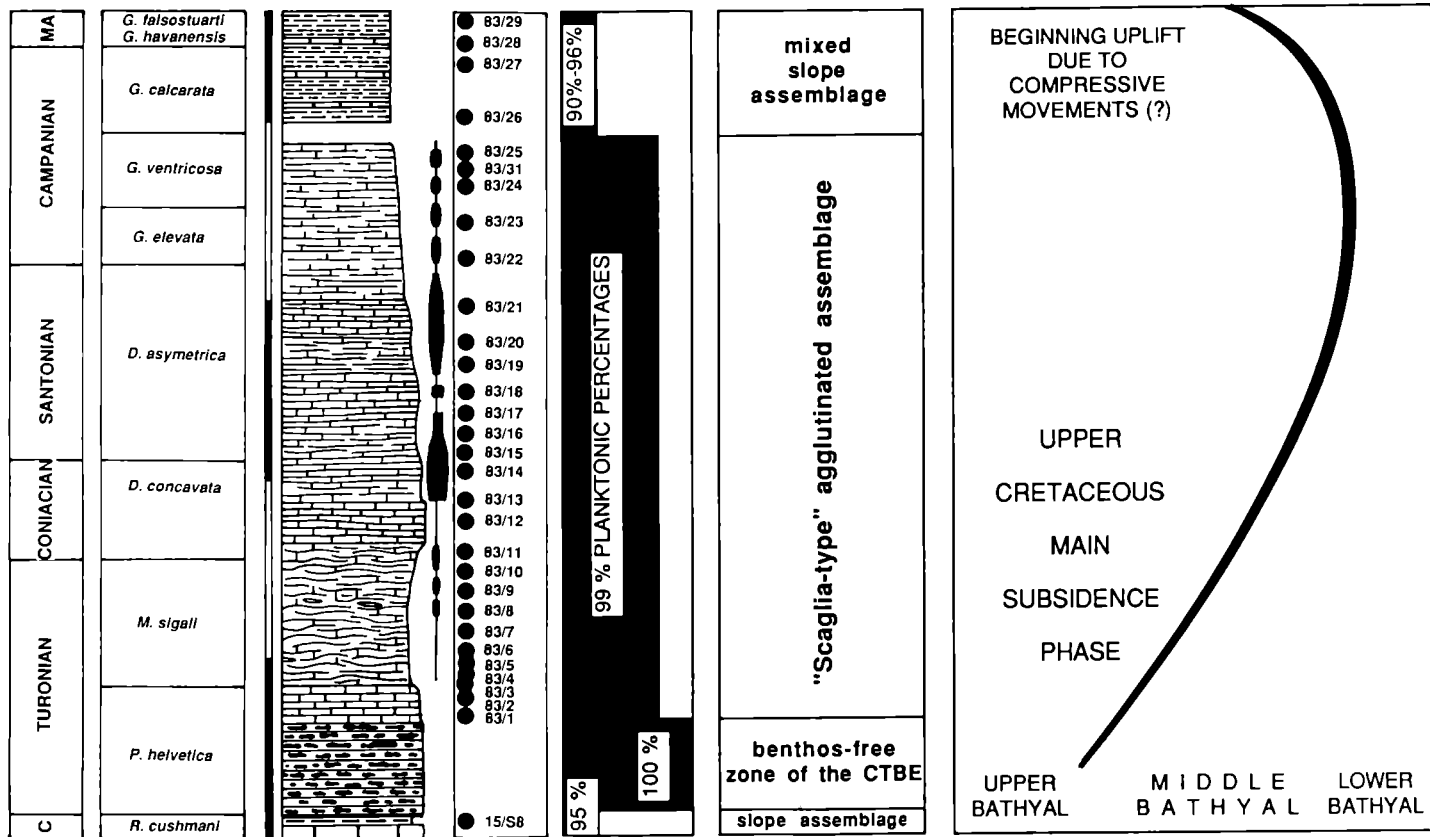 MA
CAMPANIAN
SANTONIAN
CONIACIAN
TURONIAN
C
G. falsostuarti
G. havanensis
G. calcarata
G. ventricosa
G. elevata
D. asymetrica
D. concavata
M. sigali
P. helvetica
R. cushmani
83/29
83/28
83/27
83/26
83/25
83/31
83/24
83/23
83/22
83/21
83/20
83/19
83/18
83/17
83/16
83/15
83/14
83/13
83/12
83/11
83/10
83/9
83/8
83/7
83/6
83/5
83/4
83/3
83/2
83/1
15/S8
90%-96%
99 % PLANKTONIC PERCENTAGES
100 %
95 %
mixed
slope
assemblage
"Scaglia-type" agglutinated assemblage
benthos-free
zone of the CTBE
slope assemblage
BEGINNING UPLIFT
DUE TO
COMPRESSIVE
MOVEMENTS (?)
UPPER
CRETACEOUS
MAIN
SUBSIDENCE
PHASE
UPPER
BATHYAL
MIDDLE
BATHYAL
LOWER
BATHYAL